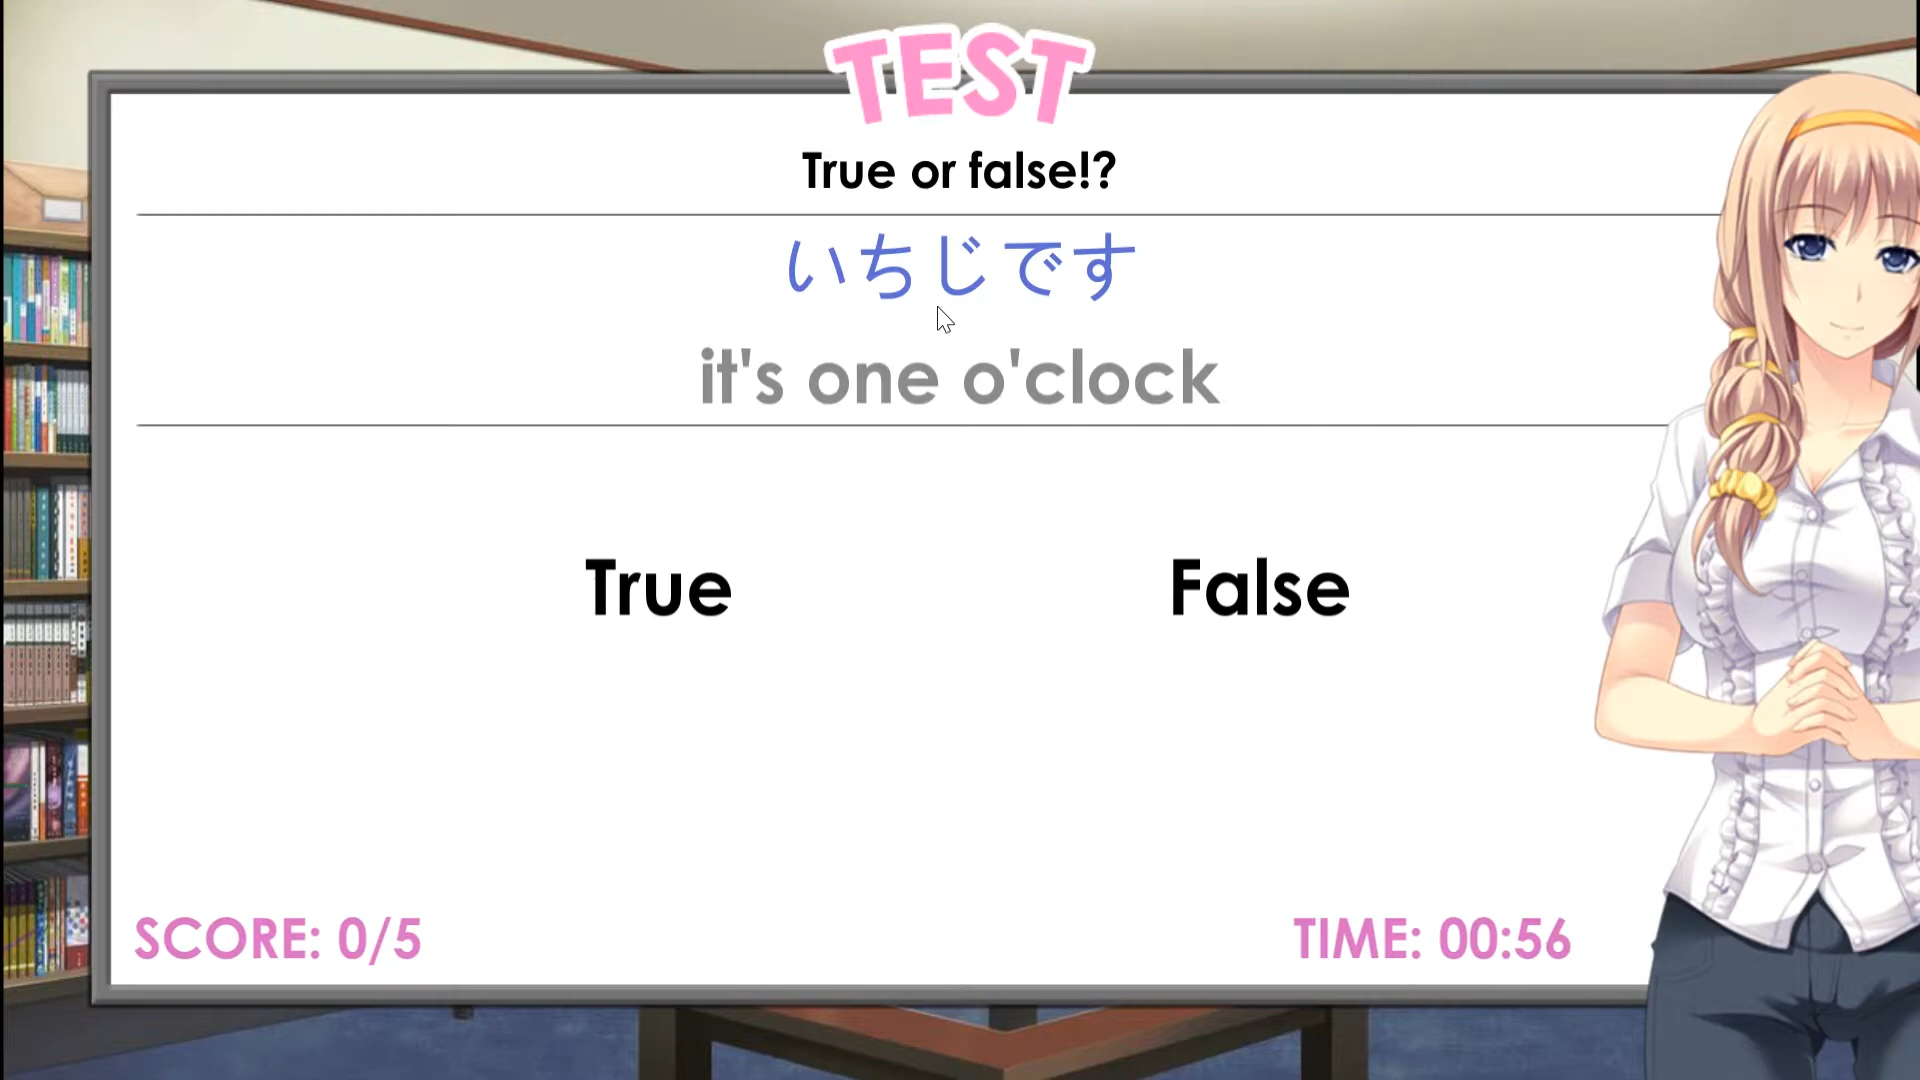 TEST
True or false!?
いちじです
it's one o'clock
True
False
SCORE: 0/5
TIME: 00:56